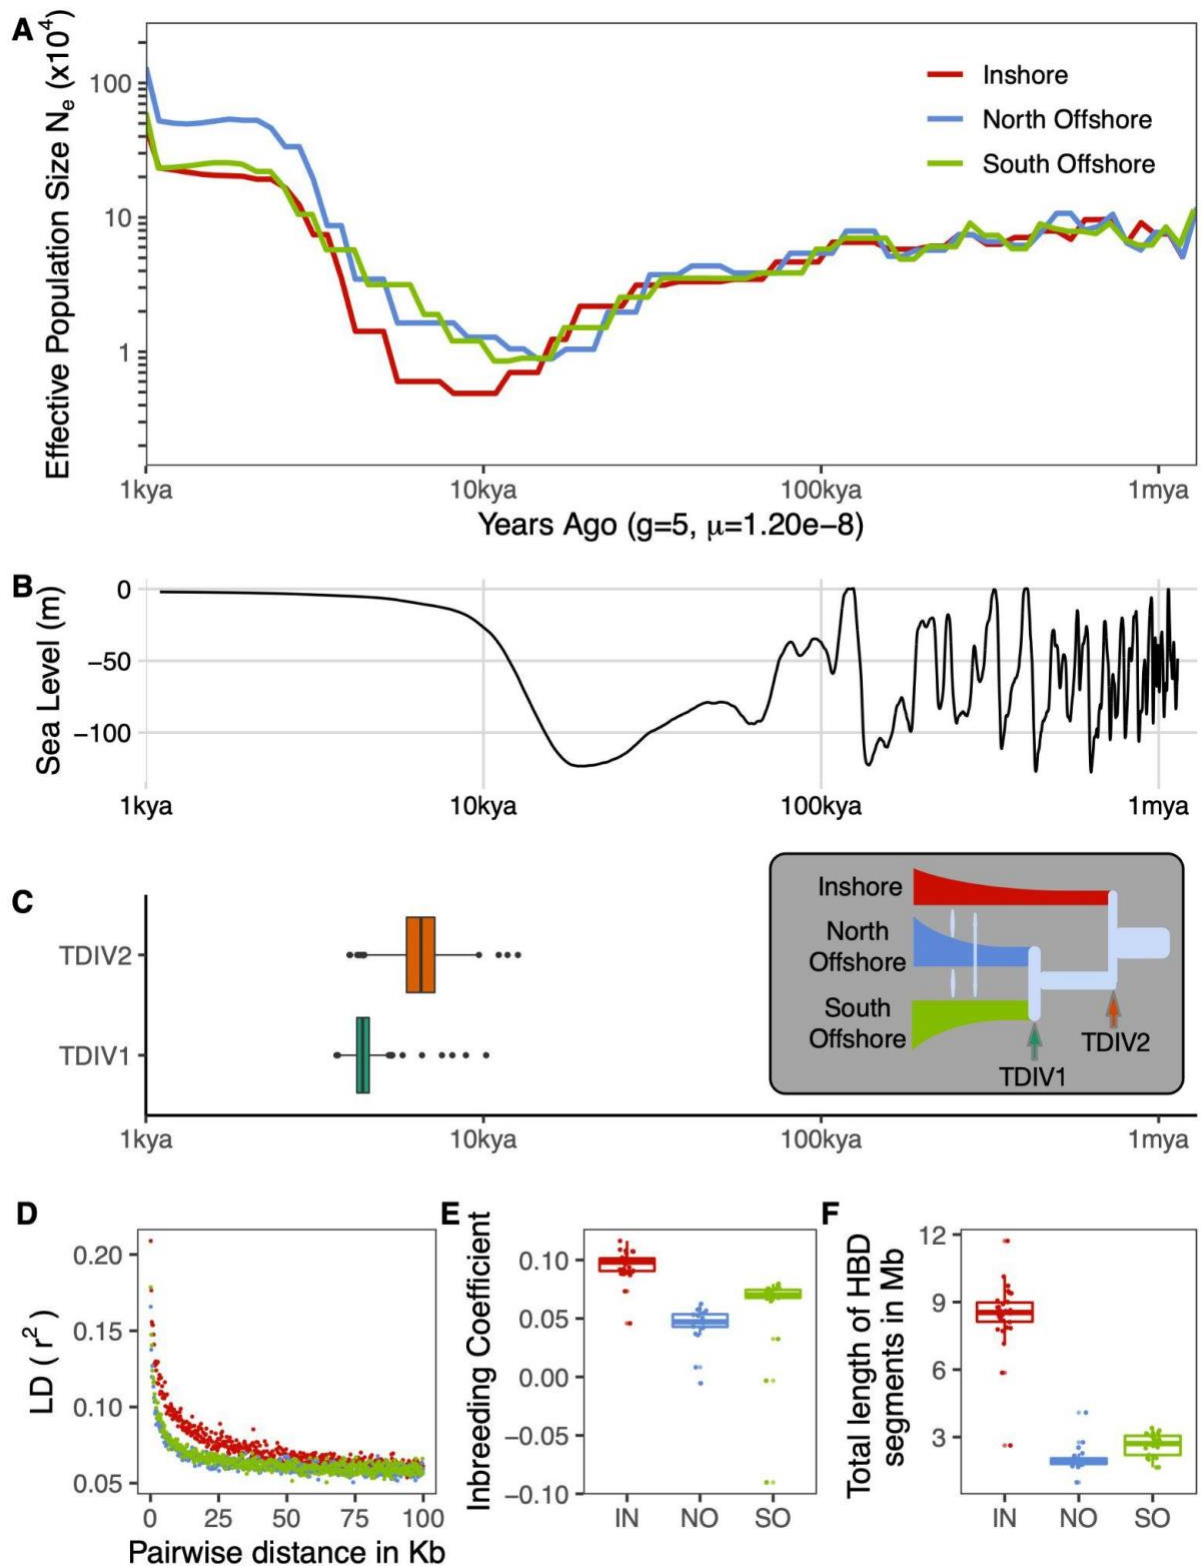 A
Effective Population Size Ne (x10⁴)
100
10
1
Inshore
North Offshore
South Offshore
1kya
10kya
100kya
1mya
Years Ago (g=5, μ=1.20e−8)
B
Sea Level (m)
0
−50
−100
1kya
10kya
100kya
1mya
C
TDIV2
TDIV1
Inshore
North
Offshore
South
Offshore
TDIV2
TDIV1
1kya
10kya
100kya
1mya
D
LD ( r² )
0.20
0.15
0.10
0.05
0
25
50
75
100
Pairwise distance in Kb
E
Inbreeding Coefficient
0.10
0.05
0.00
−0.05
−0.10
IN
NO
SO
F
Total length of HBD
segments in Mb
12
9
6
3
IN
NO
SO